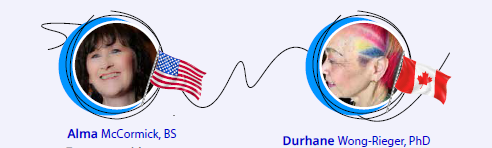 Alma McCormick, BS
Durhane Wong-Rieger, PhD